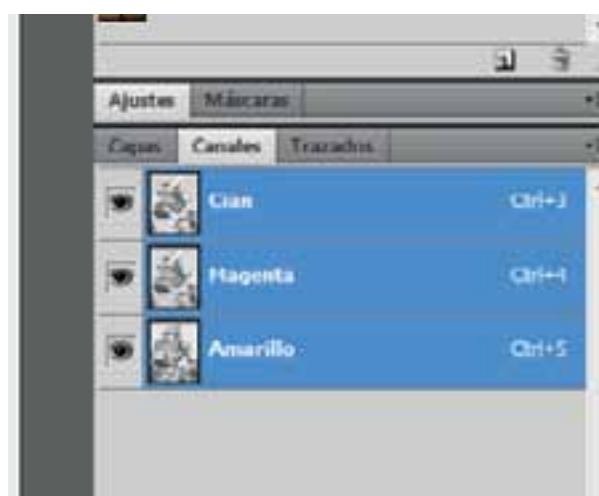 Ajustes Máscaras
Capas Canales Trazados
Cian Ctrl+3
Magenta Ctrl+4
Amarillo Ctrl+5